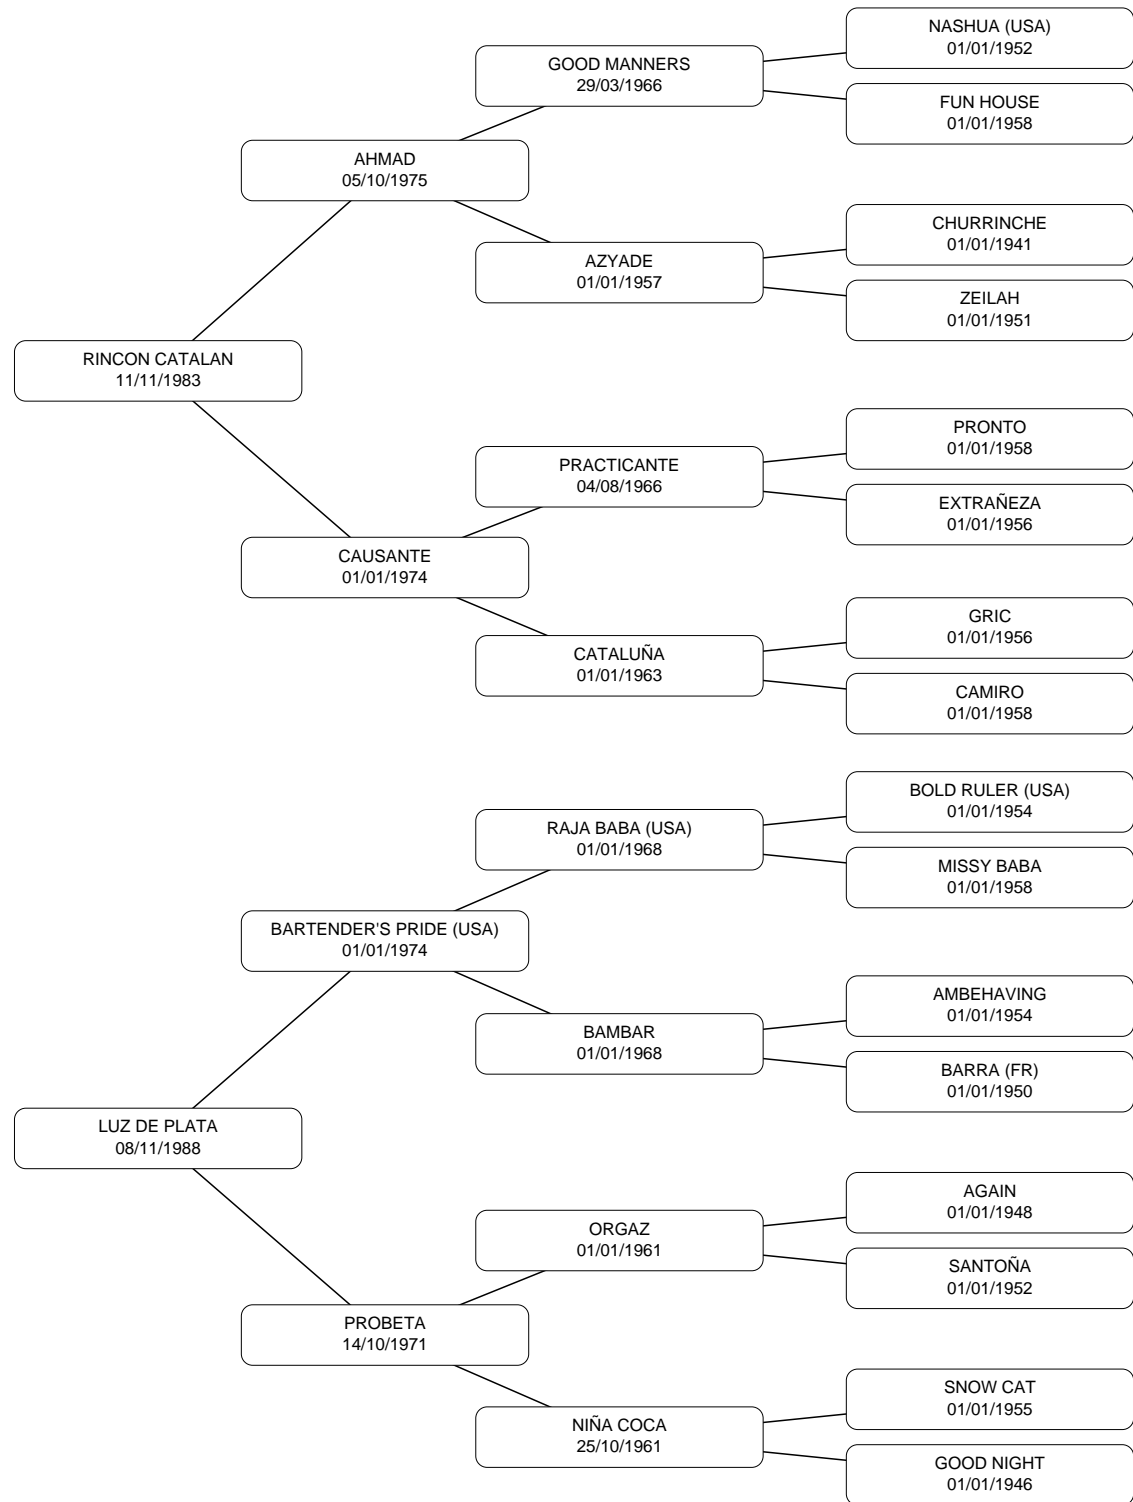 NASHUA (USA)
01/01/1952
GOOD MANNERS
29/03/1966
FUN HOUSE
01/01/1958
AHMAD
05/10/1975
CHURRINCHE
01/01/1941
AZYADE
01/01/1957
ZEILAH
01/01/1951
RINCON CATALAN
11/11/1983
PRONTO
01/01/1958
PRACTICANTE
04/08/1966
EXTRAÑEZA
01/01/1956
CAUSANTE
01/01/1974
GRIC
01/01/1956
CATALUÑA
01/01/1963
CAMIRO
01/01/1958
BOLD RULER (USA)
01/01/1954
RAJA BABA (USA)
01/01/1968
MISSY BABA
01/01/1958
BARTENDER'S PRIDE (USA)
01/01/1974
AMBEHAVING
01/01/1954
BAMBAR
01/01/1968
BARRA (FR)
01/01/1950
LUZ DE PLATA
08/11/1988
AGAIN
01/01/1948
ORGAZ
01/01/1961
SANTOÑA
01/01/1952
PROBETA
14/10/1971
SNOW CAT
01/01/1955
NIÑA COCA
25/10/1961
GOOD NIGHT
01/01/1946